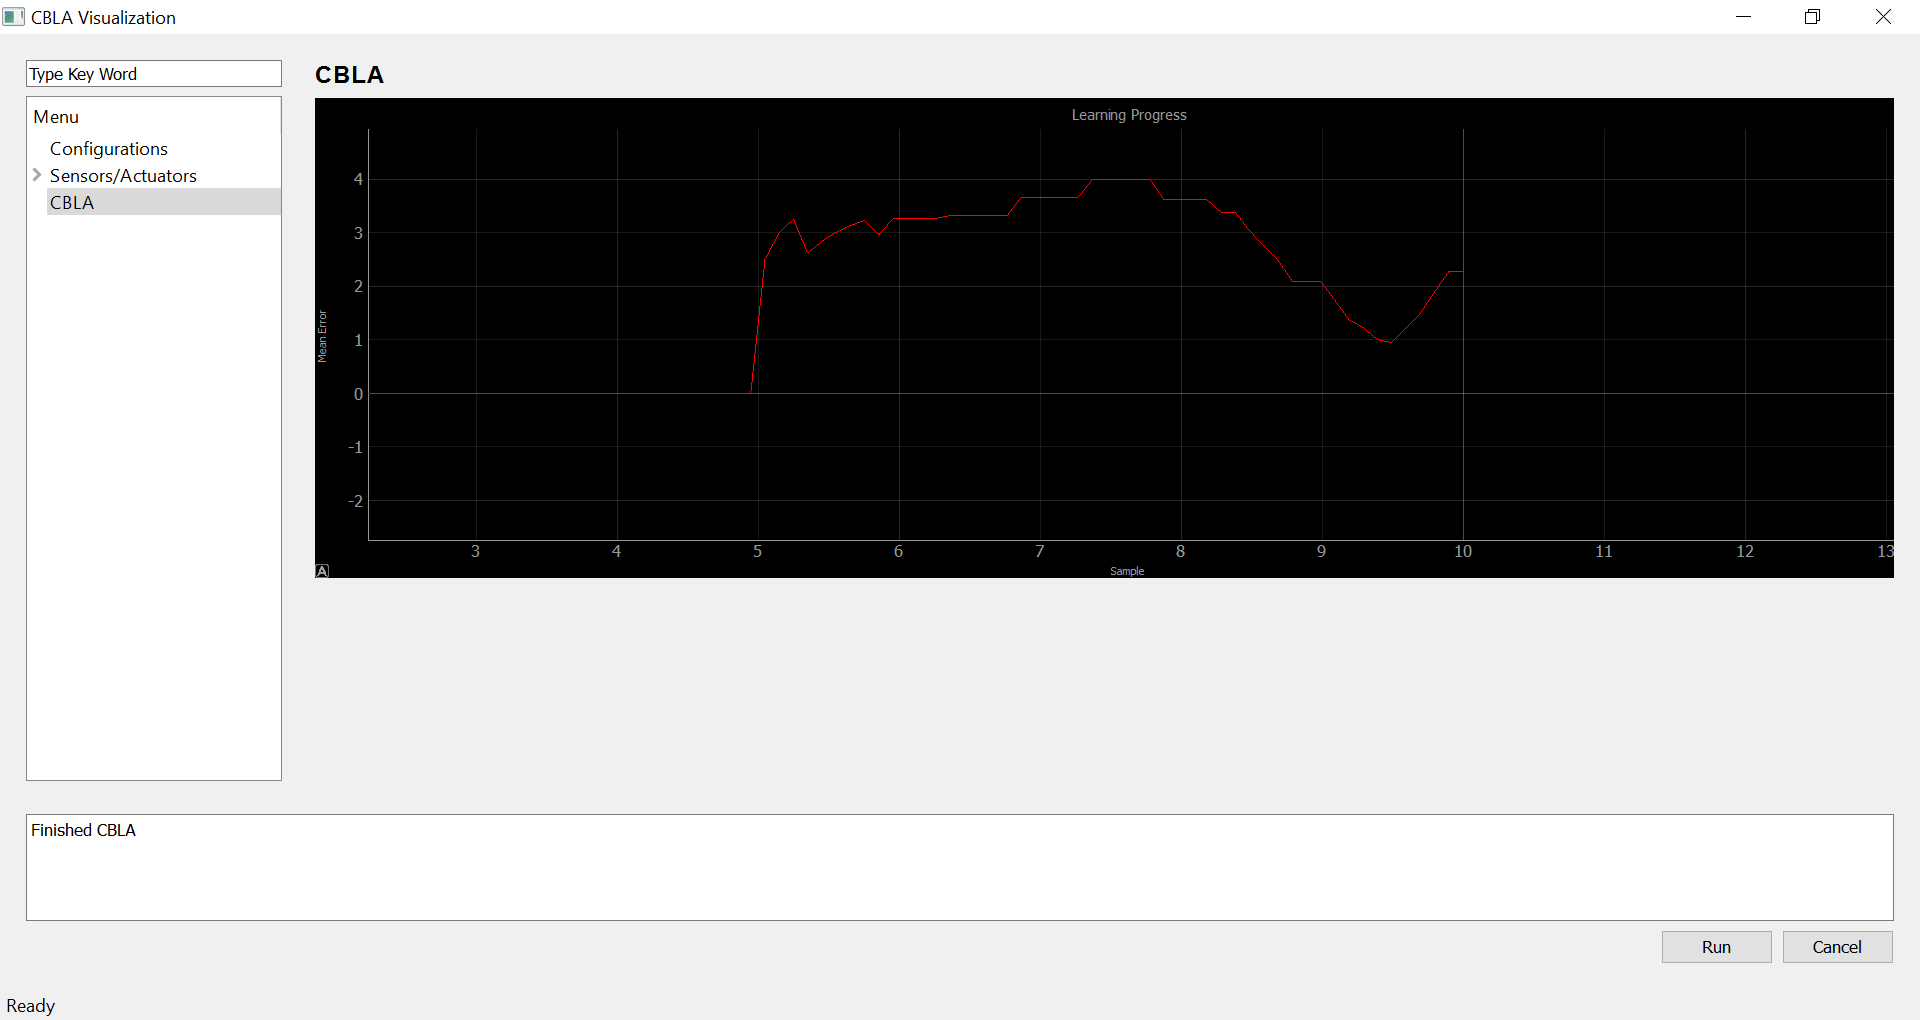 CBLA Visualization
Type Key Word
Menu
Configurations
Sensors/Actuators
CBLA
CBLA
Learning Progress
Mean Error
4
3
2
1
0
-1
-2
3 4 5 6 7 8 9 10 11 12 13
A
Sample
Finished CBLA
Run Cancel
Ready